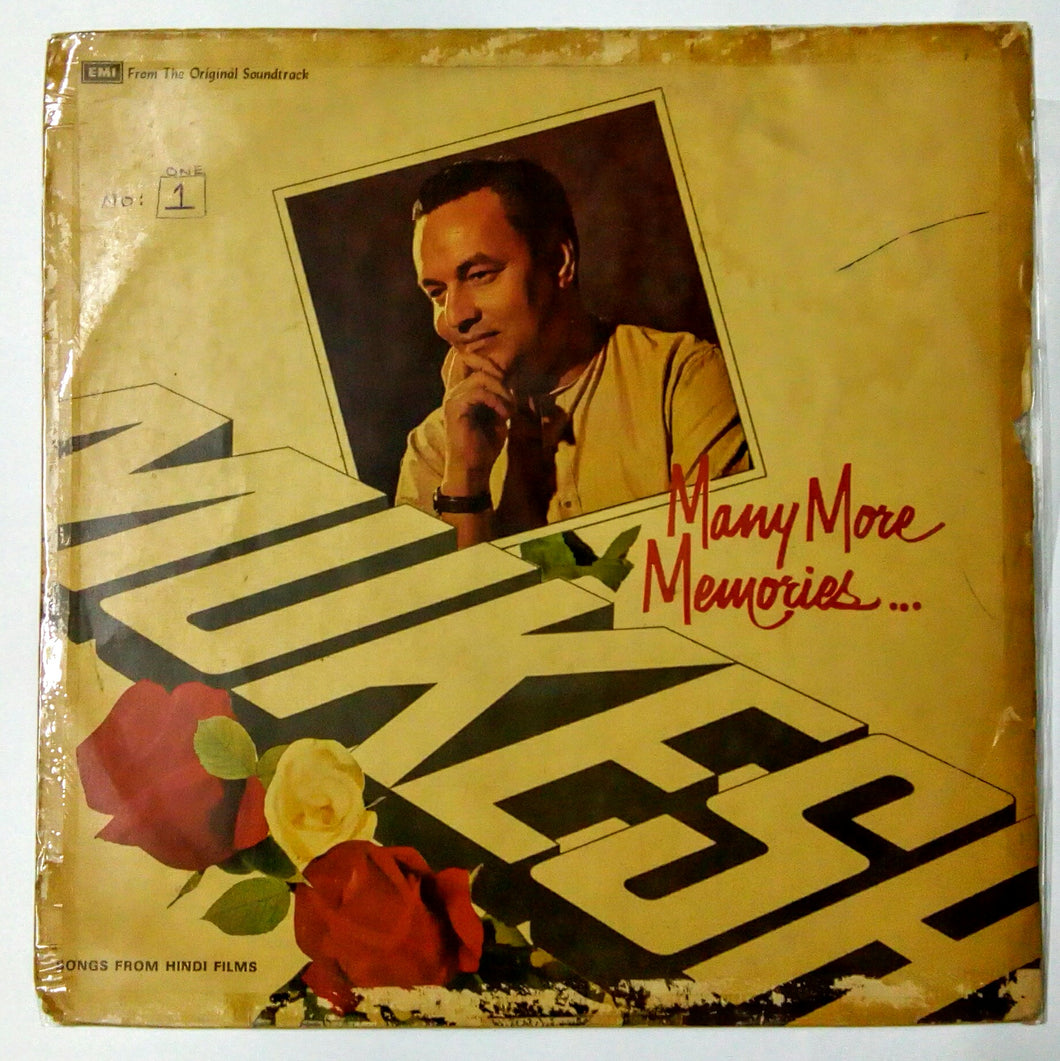 EMI From The Original Soundtrack
ONE
NO: 1
Many More
Memories...
MUKESH
SONGS FROM HINDI FILMS